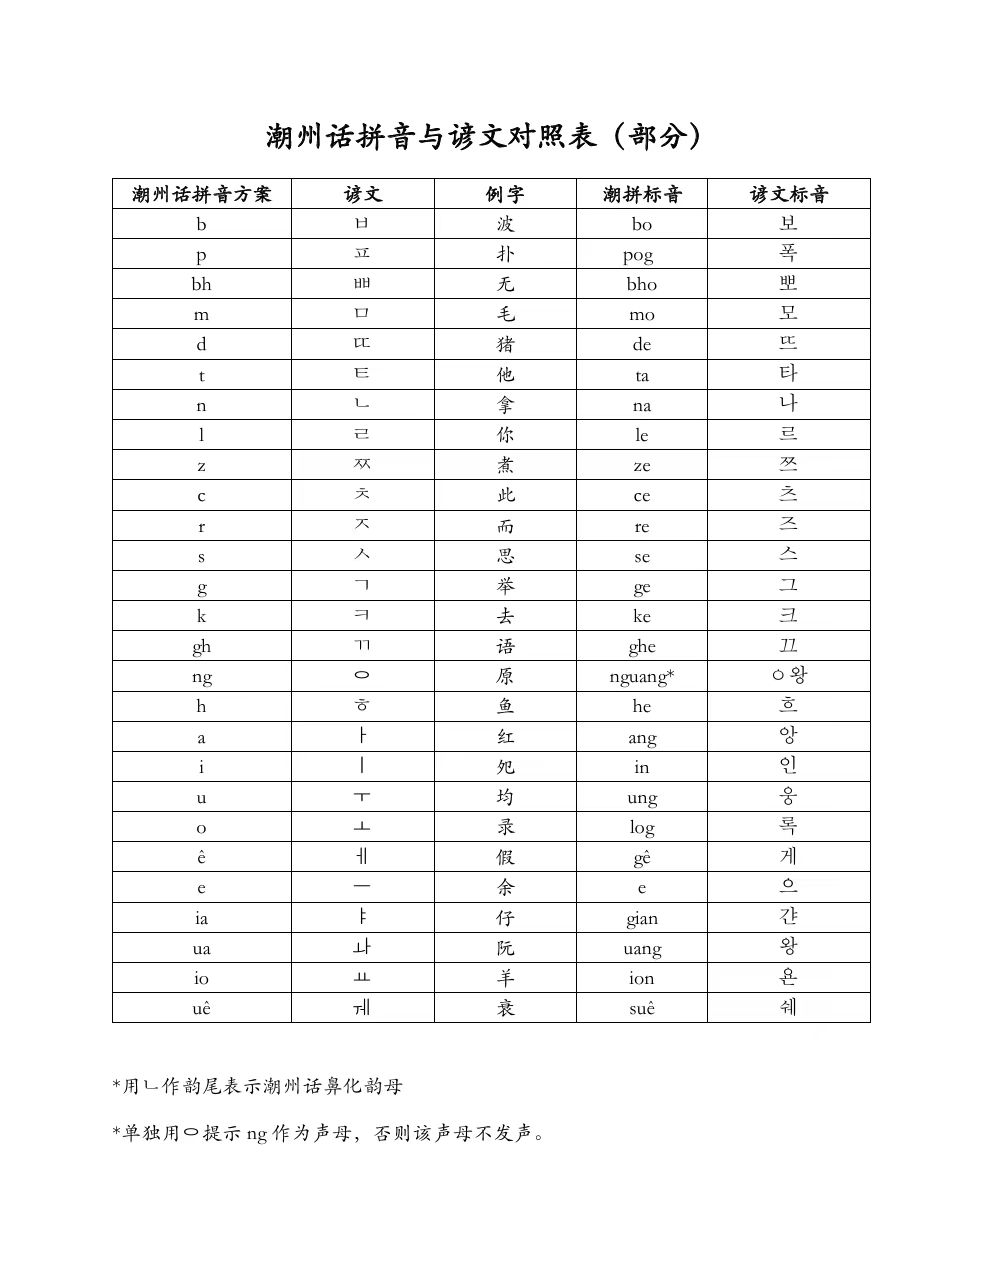 潮州话拼音与谚文对照表（部分）
潮州话拼音方案 谚文 例字 潮拼标音 谚文标音
b ㅂ 波 bo 보
p ㅍ 扑 pog 폭
bh ㅃ 无 bho 뽀
m ㅁ 毛 mo 모
d ㄸ 猪 de 뜨
t ㅌ 他 ta 타
n ㄴ 拿 na 나
l ㄹ 你 le 르
z ㅉ 煮 ze 쯔
c ㅊ 此 ce 츠
r ㅈ 而 re 즈
s ㅅ 思 se 스
g ㄱ 举 ge 그
k ㅋ 去 ke 크
gh ㄲ 语 ghe 끄
ng ㅇ 原 nguang* ㅇ왕
h ㅎ 鱼 he 흐
a ㅏ 红 ang 앙
i ㅣ 㱾 in 인
u ㅜ 均 ung 웅
o ㅗ 录 log 록
ê ㅔ 假 gê 게
e ㅡ 余 e 으
ia ㅑ 仔 gian 갼
ua ㅘ 阮 uang 왕
io ㅛ 羊 ion 욘
uê ㅞ 衰 suê 쉐
*用ㄴ作韵尾表示潮州话鼻化韵母
*单独用ㅇ提示 ng 作为声母，否则该声母不发声。